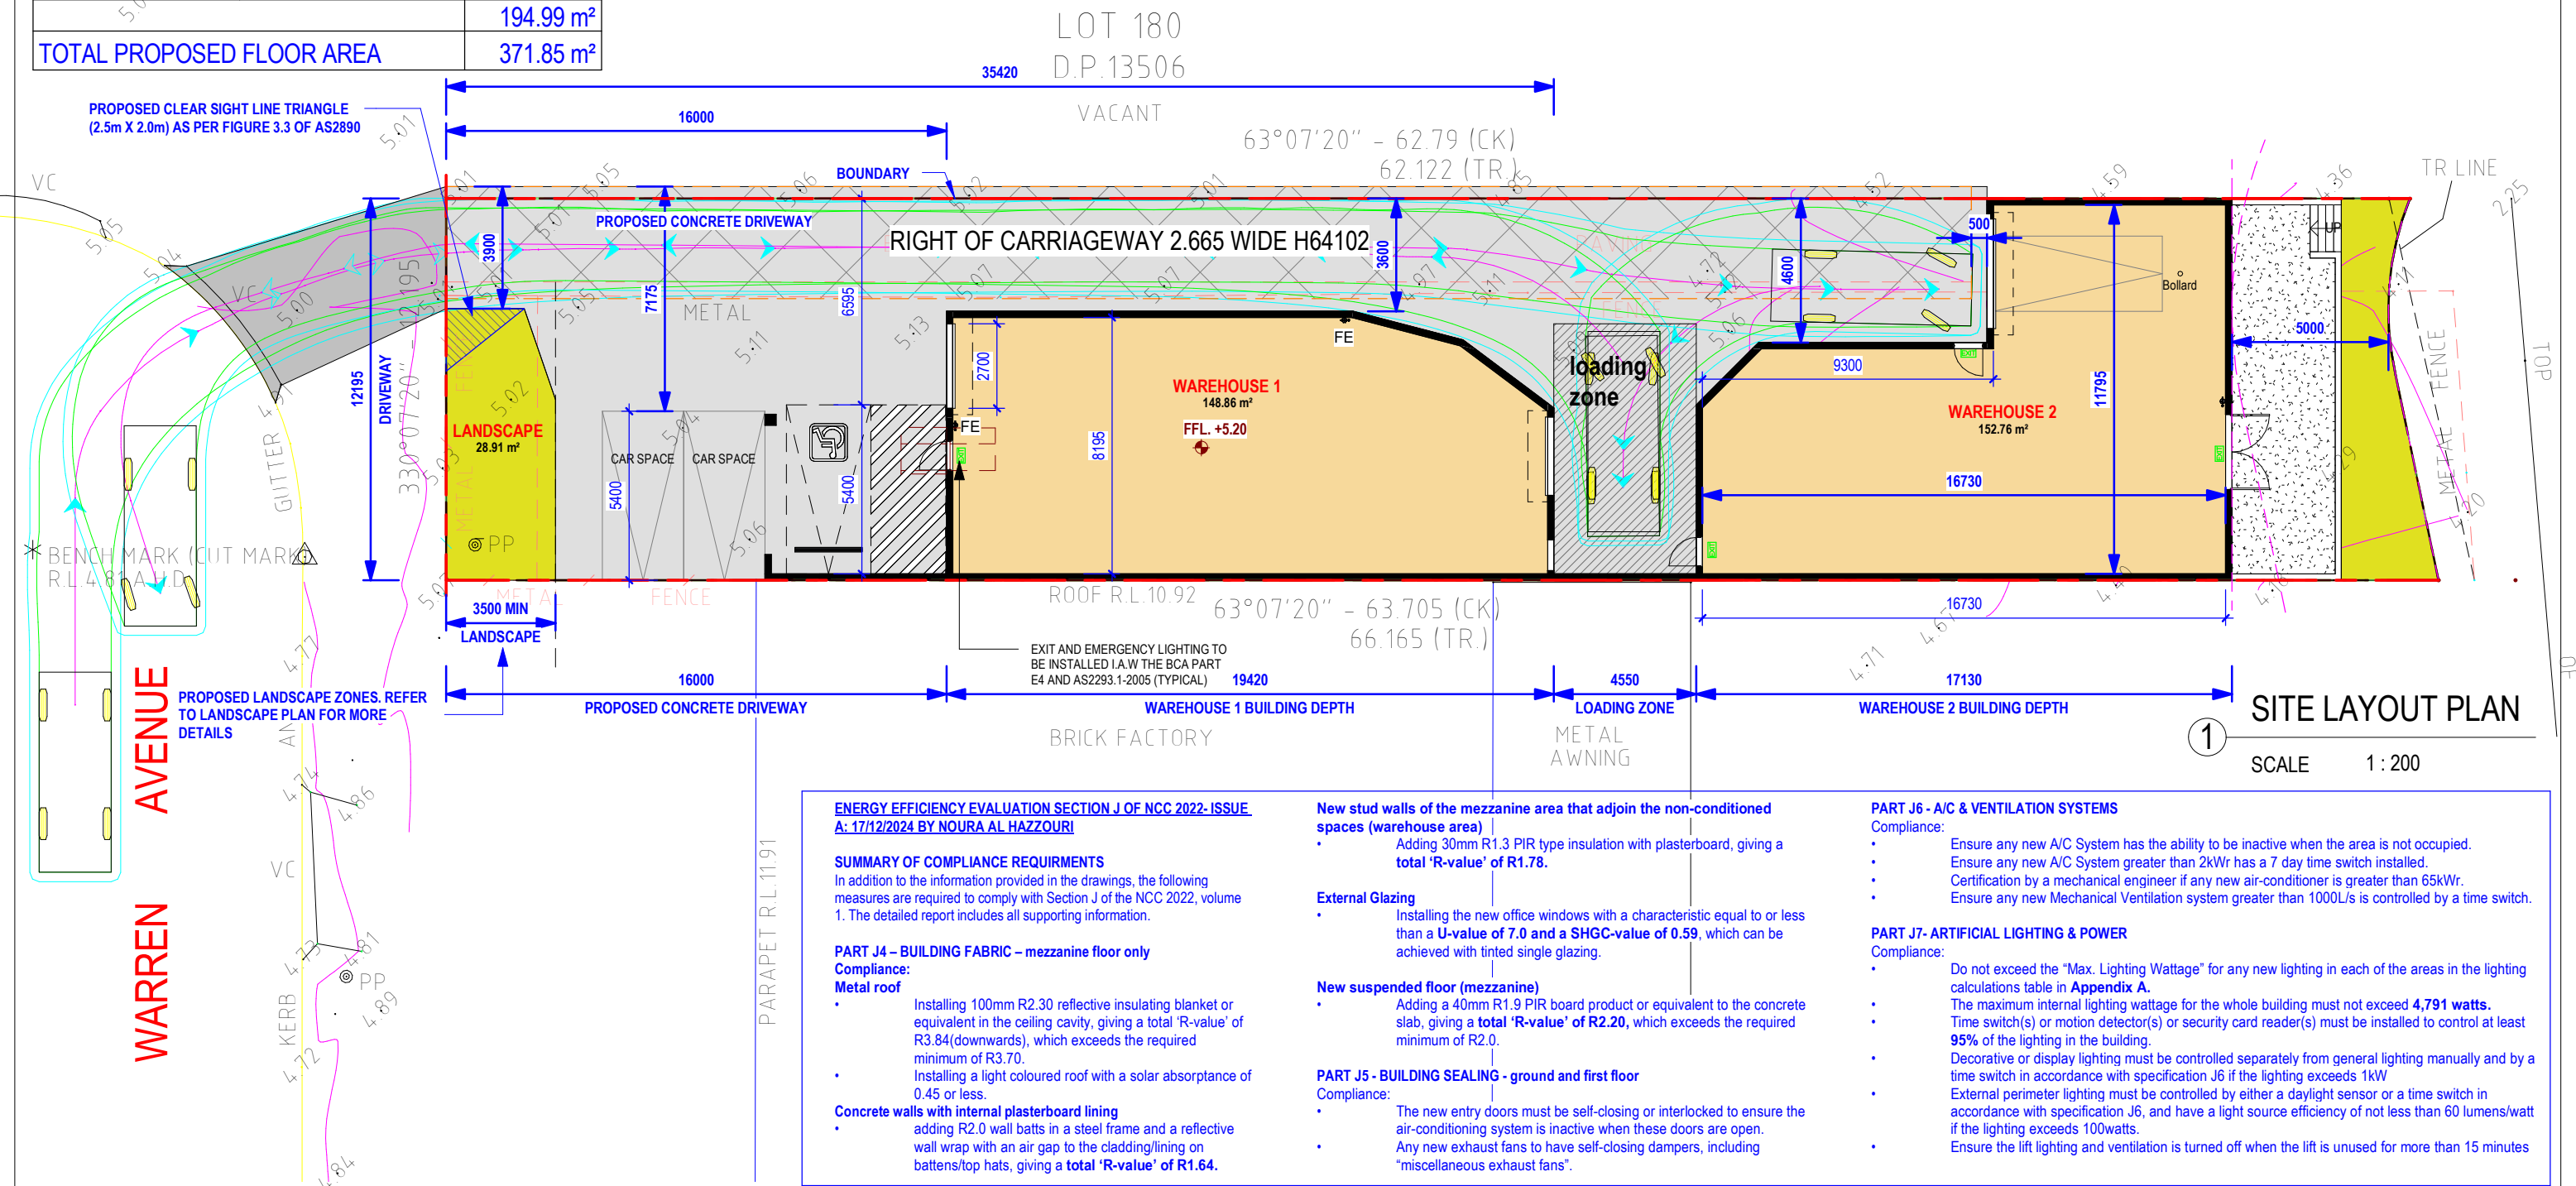 194.99 m²
TOTAL PROPOSED FLOOR AREA 371.85 m²
LOT 180
D.P.13506
VACANT
35420
16000
PROPOSED CLEAR SIGHT LINE TRIANGLE
(2.5m X 2.0m) AS PER FIGURE 3.3 OF AS2890
63°07'20" - 62.79 (CK)
62.122 (TR.)
BOUNDARY
TR LINE
VC
PROPOSED CONCRETE DRIVEWAY
RIGHT OF CARRIAGEWAY 2.665 WIDE H64102
3900
7175
6695
3600
4600
500
UP
Bollard
5000
METAL
12195
DRIVEWAY
2700
FE
FE
loading
zone
9300
11795
WAREHOUSE 1
148.86 m²
FFL. +5.20
8195
WAREHOUSE 2
152.76 m²
LANDSCAPE
28.91 m²
CAR SPACE
CAR SPACE
5400
5400
16730
METAL FENCE
TOP
GUTTER
VC
PP
BENCH MARK (CUT MARK)
R.L.4.81 A.H.D.
METAL FENCE
3500 MIN
LANDSCAPE
ROOF R.L.10.92
63°07'20" - 63.705 (CK)
66.165 (TR.)
16730
EXIT AND EMERGENCY LIGHTING TO
BE INSTALLED I.A.W THE BCA PART
E4 AND AS2293.1-2005 (TYPICAL)
16000
19420
4550
17130
PROPOSED CONCRETE DRIVEWAY
WAREHOUSE 1 BUILDING DEPTH
LOADING ZONE
WAREHOUSE 2 BUILDING DEPTH
PROPOSED LANDSCAPE ZONES. REFER
TO LANDSCAPE PLAN FOR MORE
DETAILS
BRICK FACTORY
METAL
AWNING
1
SITE LAYOUT PLAN
SCALE 1 : 200
WARREN AVENUE
VC
KERB
PP
PARAPET R.L.11.91
ENERGY EFFICIENCY EVALUATION SECTION J OF NCC 2022- ISSUE
A: 17/12/2024 BY NOURA AL HAZZOURI
SUMMARY OF COMPLIANCE REQUIRMENTS
In addition to the information provided in the drawings, the following
measures are required to comply with Section J of the NCC 2022, volume
1. The detailed report includes all supporting information.
PART J4 – BUILDING FABRIC – mezzanine floor only
Compliance:
Metal roof
• Installing 100mm R2.30 reflective insulating blanket or
equivalent in the ceiling cavity, giving a total ‘R-value’ of
R3.84(downwards), which exceeds the required
minimum of R3.70.
• Installing a light coloured roof with a solar absorptance of
0.45 or less.
Concrete walls with internal plasterboard lining
• adding R2.0 wall batts in a steel frame and a reflective
wall wrap with an air gap to the cladding/lining on
battens/top hats, giving a total ‘R-value’ of R1.64.
New stud walls of the mezzanine area that adjoin the non-conditioned
spaces (warehouse area)
• Adding 30mm R1.3 PIR type insulation with plasterboard, giving a
total ‘R-value’ of R1.78.
External Glazing
• Installing the new office windows with a characteristic equal to or less
than a U-value of 7.0 and a SHGC-value of 0.59, which can be
achieved with tinted single glazing.
New suspended floor (mezzanine)
• Adding a 40mm R1.9 PIR board product or equivalent to the concrete
slab, giving a total ‘R-value’ of R2.20, which exceeds the required
minimum of R2.0.
PART J5 - BUILDING SEALING - ground and first floor
Compliance:
• The new entry doors must be self-closing or interlocked to ensure the
air-conditioning system is inactive when these doors are open.
• Any new exhaust fans to have self-closing dampers, including
“miscellaneous exhaust fans”.
PART J6 - A/C & VENTILATION SYSTEMS
Compliance:
• Ensure any new A/C System has the ability to be inactive when the area is not occupied.
• Ensure any new A/C System greater than 2kWr has a 7 day time switch installed.
• Certification by a mechanical engineer if any new air-conditioner is greater than 65kWr.
• Ensure any new Mechanical Ventilation system greater than 1000L/s is controlled by a time switch.
PART J7- ARTIFICIAL LIGHTING & POWER
Compliance:
• Do not exceed the “Max. Lighting Wattage” for any new lighting in each of the areas in the lighting
calculations table in Appendix A.
• The maximum internal lighting wattage for the whole building must not exceed 4,791 watts.
• Time switch(s) or motion detector(s) or security card reader(s) must be installed to control at least
95% of the lighting in the building.
• Decorative or display lighting must be controlled separately from general lighting manually and by a
time switch in accordance with specification J6 if the lighting exceeds 1kW
• External perimeter lighting must be controlled by either a daylight sensor or a time switch in
accordance with specification J6, and have a light source efficiency of not less than 60 lumens/watt
if the lighting exceeds 100watts.
• Ensure the lift lighting and ventilation is turned off when the lift is unused for more than 15 minutes